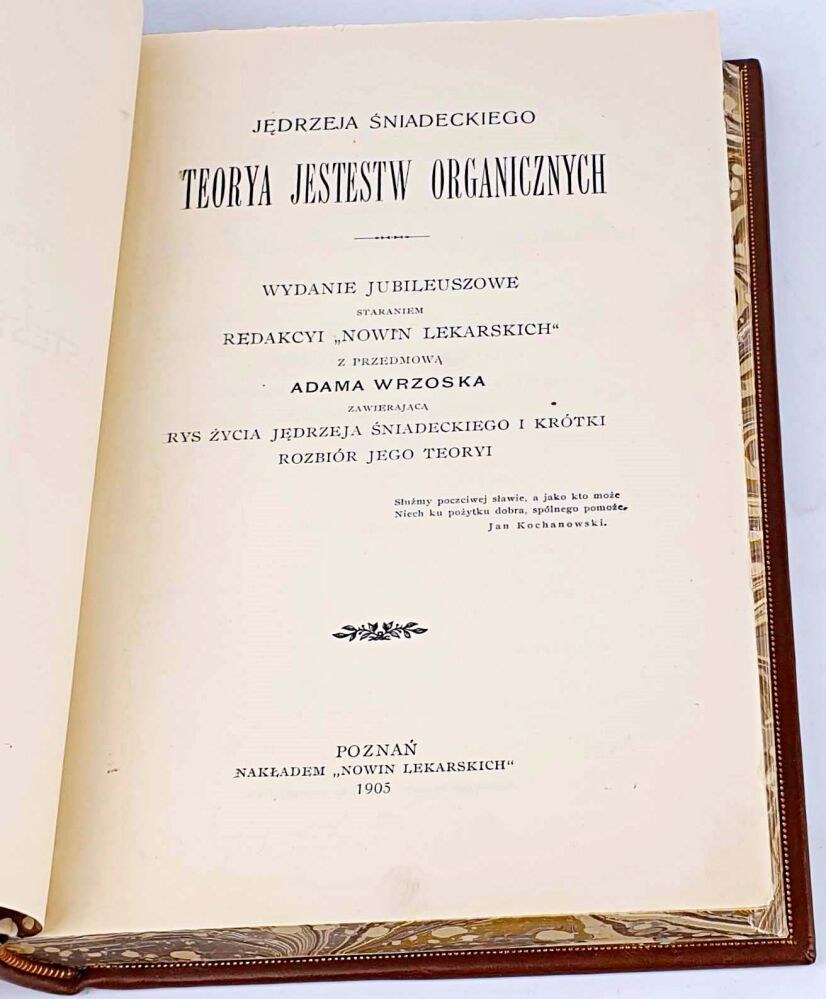 JĘDRZEJA ŚNIADECKIEGO
TEORYA JESTESTW ORGANICZNYCH
WYDANIE JUBILEUSZOWE
STARANIEM
REDAKCYI „NOWIN LEKARSKICH“
Z PRZEDMOWĄ
ADAMA WRZOSKA
ZAWIERAJĄCĄ
RYS ŻYCIA JĘDRZEJA ŚNIADECKIEGO I KRÓTKI
ROZBIÓR JEGO TEORYI
Służmy poczciwej sławie, a jako kto może
Niech ku pożytku dobra, spólnego pomoże.
Jan Kochanowski.
POZNAŃ
NAKŁADEM „NOWIN LEKARSKICH“
1905